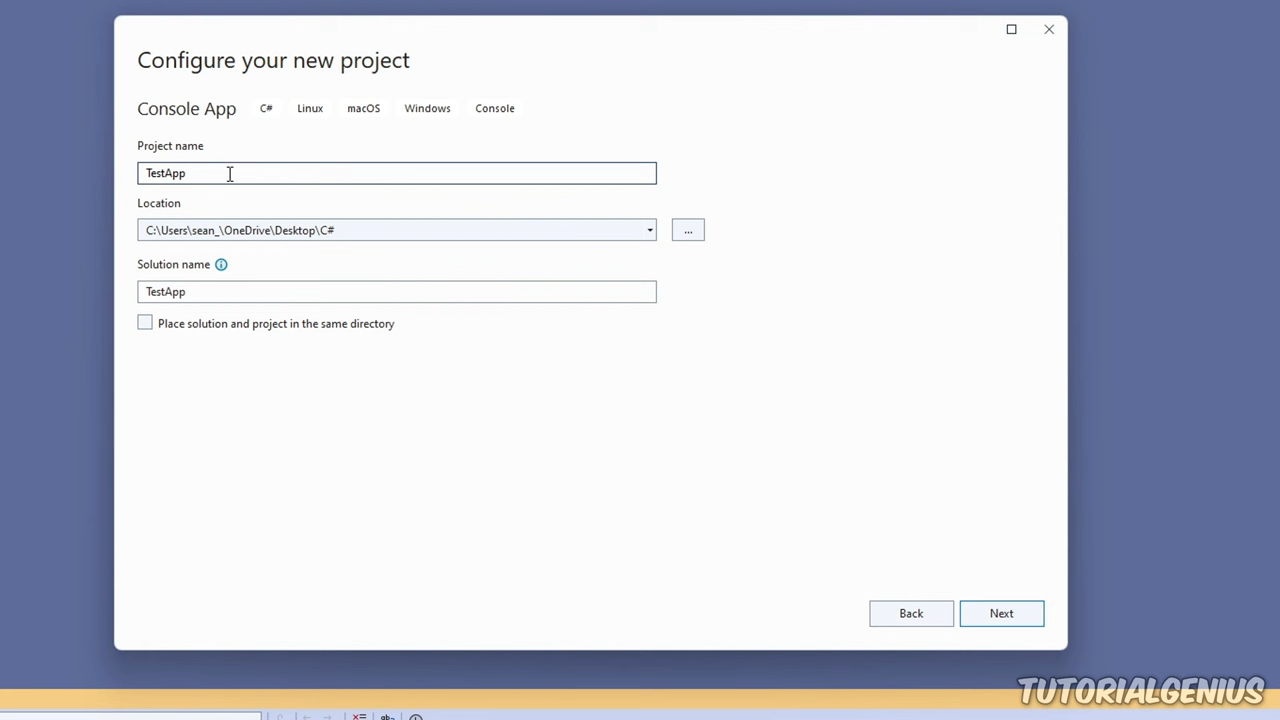 Configure your new project
Console App C# Linux macOS Windows Console
Project name
TestApp
Location
C:\Users\sean_\OneDrive\Desktop\C#
...
Solution name
TestApp
Place solution and project in the same directory
Back Next
TUTORIALGENIUS